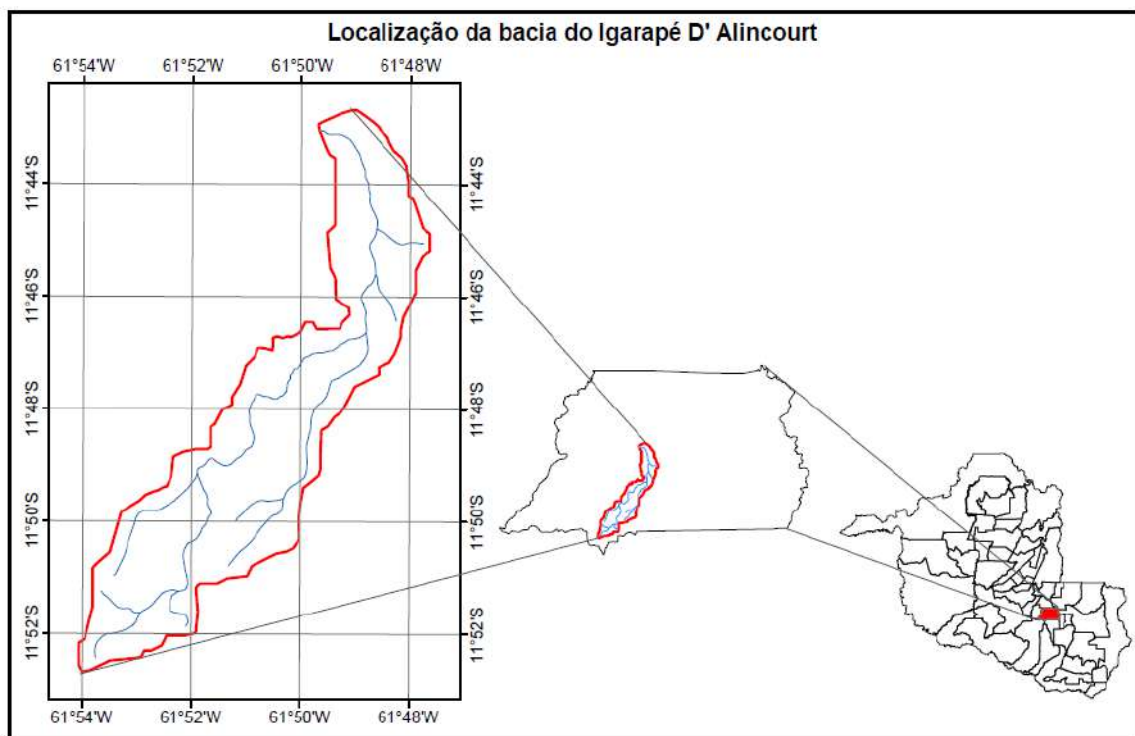 Localização da bacia do Igarapé D' Alincourt
61°54'W 61°52'W 61°50'W 61°48'W
11°44'S 11°44'S
11°46'S 11°46'S
11°48'S 11°48'S
11°50'S 11°50'S
11°52'S 11°52'S
61°54'W 61°52'W 61°50'W 61°48'W